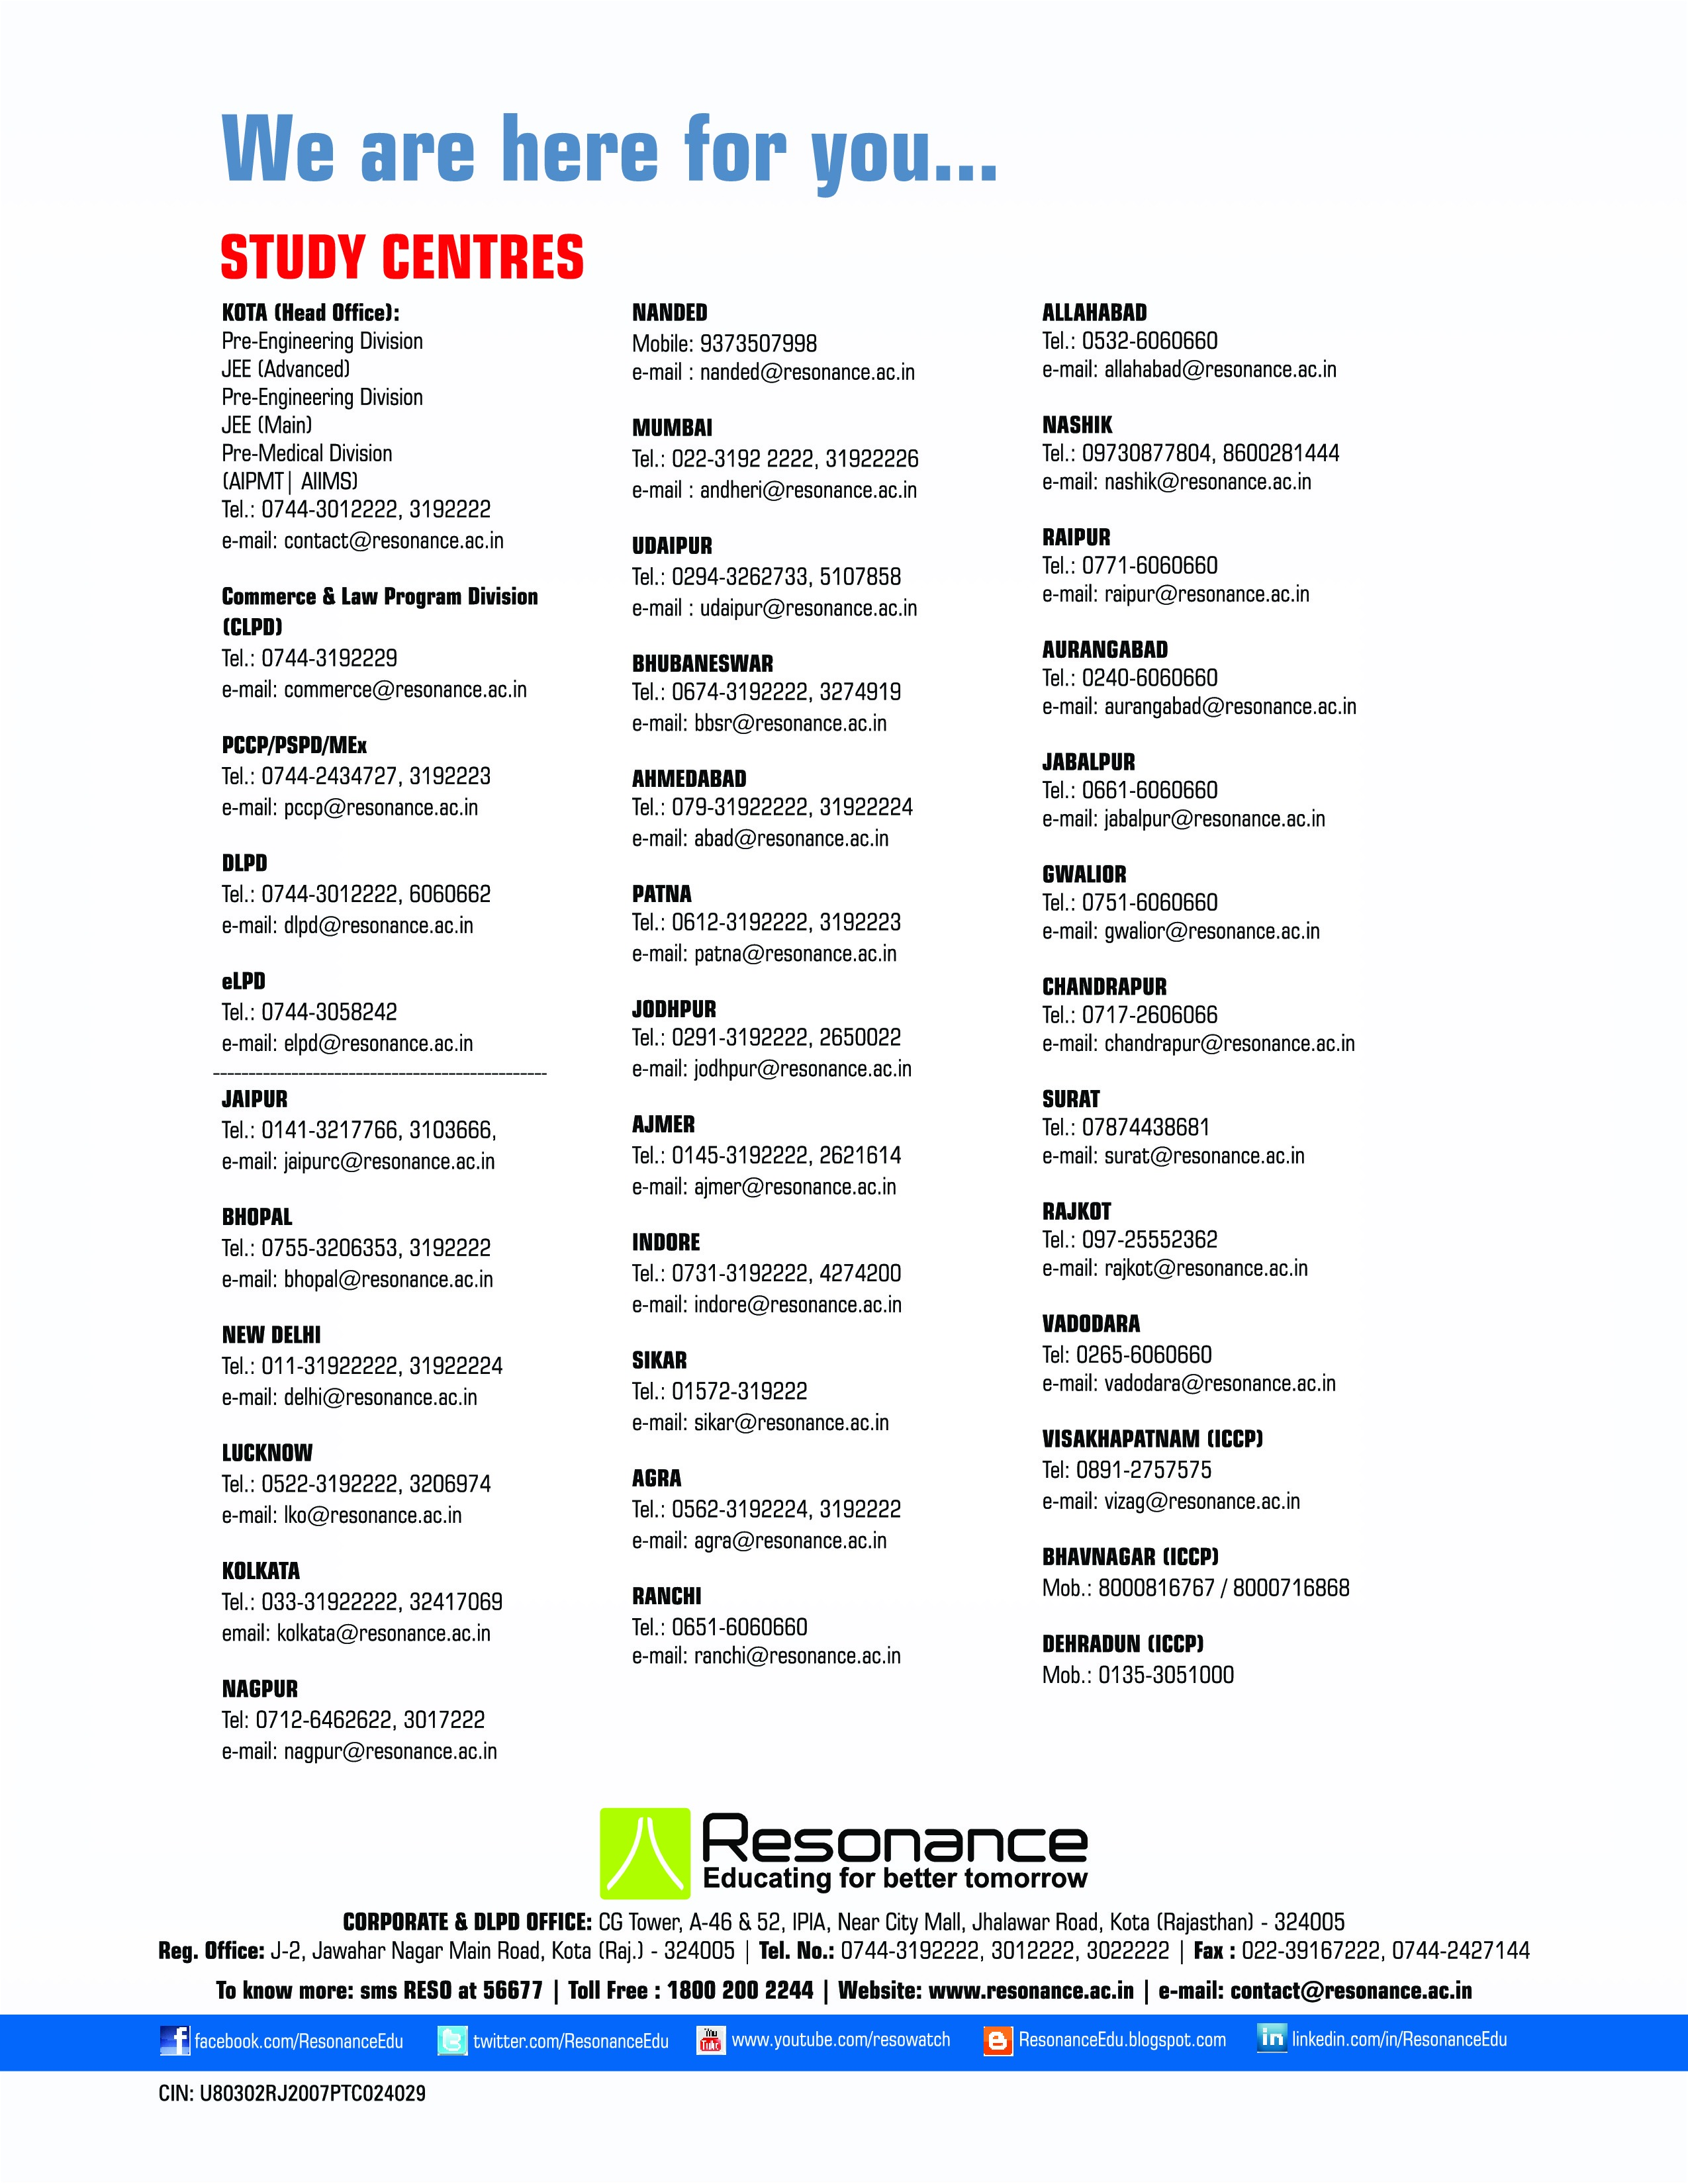 We are here for you...
STUDY CENTRES
KOTA (Head Office):
Pre-Engineering Division
JEE (Advanced)
Pre-Engineering Division
JEE (Main)
Pre-Medical Division
(AIPMT| AIIMS)
Tel.: 0744-3012222, 3192222
e-mail: contact@resonance.ac.in
Commerce & Law Program Division
(CLPD)
Tel.: 0744-3192229
e-mail: commerce@resonance.ac.in
PCCP/PSPD/MEx
Tel.: 0744-2434727, 3192223
e-mail: pccp@resonance.ac.in
DLPD
Tel.: 0744-3012222, 6060662
e-mail: dlpd@resonance.ac.in
eLPD
Tel.: 0744-3058242
e-mail: elpd@resonance.ac.in
-----------------------------------------------
JAIPUR
Tel.: 0141-3217766, 3103666,
e-mail: jaipurc@resonance.ac.in
BHOPAL
Tel.: 0755-3206353, 3192222
e-mail: bhopal@resonance.ac.in
NEW DELHI
Tel.: 011-31922222, 31922224
e-mail: delhi@resonance.ac.in
LUCKNOW
Tel.: 0522-3192222, 3206974
e-mail: lko@resonance.ac.in
KOLKATA
Tel.: 033-31922222, 32417069
email: kolkata@resonance.ac.in
NAGPUR
Tel: 0712-6462622, 3017222
e-mail: nagpur@resonance.ac.in
NANDED
Mobile: 9373507998
e-mail : nanded@resonance.ac.in
MUMBAI
Tel.: 022-3192 2222, 31922226
e-mail : andheri@resonance.ac.in
UDAIPUR
Tel.: 0294-3262733, 5107858
e-mail : udaipur@resonance.ac.in
BHUBANESWAR
Tel.: 0674-3192222, 3274919
e-mail: bbsr@resonance.ac.in
AHMEDABAD
Tel.: 079-31922222, 31922224
e-mail: abad@resonance.ac.in
PATNA
Tel.: 0612-3192222, 3192223
e-mail: patna@resonance.ac.in
JODHPUR
Tel.: 0291-3192222, 2650022
e-mail: jodhpur@resonance.ac.in
AJMER
Tel.: 0145-3192222, 2621614
e-mail: ajmer@resonance.ac.in
INDORE
Tel.: 0731-3192222, 4274200
e-mail: indore@resonance.ac.in
SIKAR
Tel.: 01572-319222
e-mail: sikar@resonance.ac.in
AGRA
Tel.: 0562-3192224, 3192222
e-mail: agra@resonance.ac.in
RANCHI
Tel.: 0651-6060660
e-mail: ranchi@resonance.ac.in
ALLAHABAD
Tel.: 0532-6060660
e-mail: allahabad@resonance.ac.in
NASHIK
Tel.: 09730877804, 8600281444
e-mail: nashik@resonance.ac.in
RAIPUR
Tel.: 0771-6060660
e-mail: raipur@resonance.ac.in
AURANGABAD
Tel.: 0240-6060660
e-mail: aurangabad@resonance.ac.in
JABALPUR
Tel.: 0661-6060660
e-mail: jabalpur@resonance.ac.in
GWALIOR
Tel.: 0751-6060660
e-mail: gwalior@resonance.ac.in
CHANDRAPUR
Tel.: 0717-2606066
e-mail: chandrapur@resonance.ac.in
SURAT
Tel.: 07874438681
e-mail: surat@resonance.ac.in
RAJKOT
Tel.: 097-25552362
e-mail: rajkot@resonance.ac.in
VADODARA
Tel: 0265-6060660
e-mail: vadodara@resonance.ac.in
VISAKHAPATNAM (ICCP)
Tel: 0891-2757575
e-mail: vizag@resonance.ac.in
BHAVNAGAR (ICCP)
Mob.: 8000816767 / 8000716868
DEHRADUN (ICCP)
Mob.: 0135-3051000
Resonance
Educating for better tomorrow
CORPORATE & DLPD OFFICE: CG Tower, A-46 & 52, IPIA, Near City Mall, Jhalawar Road, Kota (Rajasthan) - 324005
Reg. Office: J-2, Jawahar Nagar Main Road, Kota (Raj.) - 324005 | Tel. No.: 0744-3192222, 3012222, 3022222 | Fax : 022-39167222, 0744-2427144
To know more: sms RESO at 56677 | Toll Free : 1800 200 2244 | Website: www.resonance.ac.in | e-mail: contact@resonance.ac.in
facebook.com/ResonanceEdu twitter.com/ResonanceEdu You Tube www.youtube.com/resowatch ResonanceEdu.blogspot.com in linkedin.com/in/ResonanceEdu
CIN: U80302RJ2007PTC024029